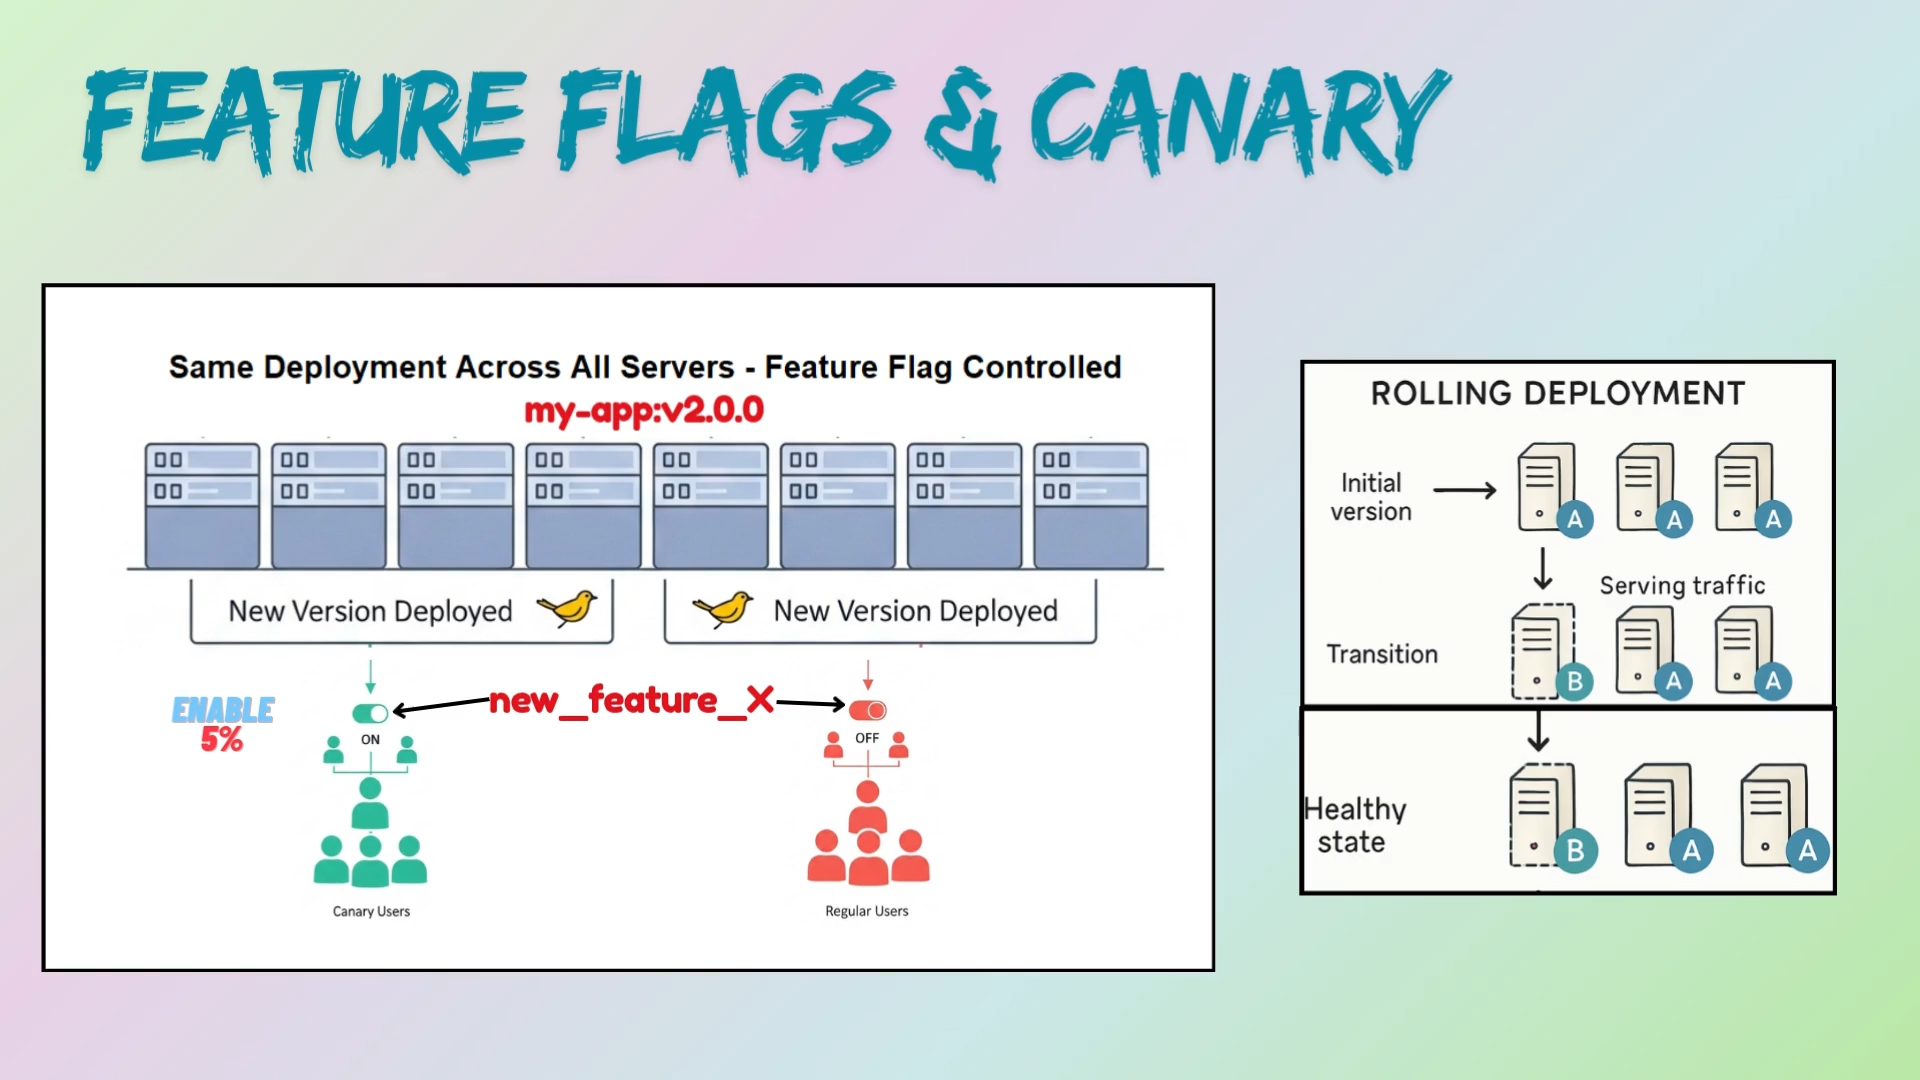 FEATURE FLAGS & CANARY
Same Deployment Across All Servers - Feature Flag Controlled
my-app:v2.0.0
New Version Deployed
New Version Deployed
new_feature_X
ENABLE
5%
ON
OFF
Canary Users
Regular Users
ROLLING DEPLOYMENT
Initial
version
A A A
Serving traffic
Transition
B A A
Healthy
state
B A A